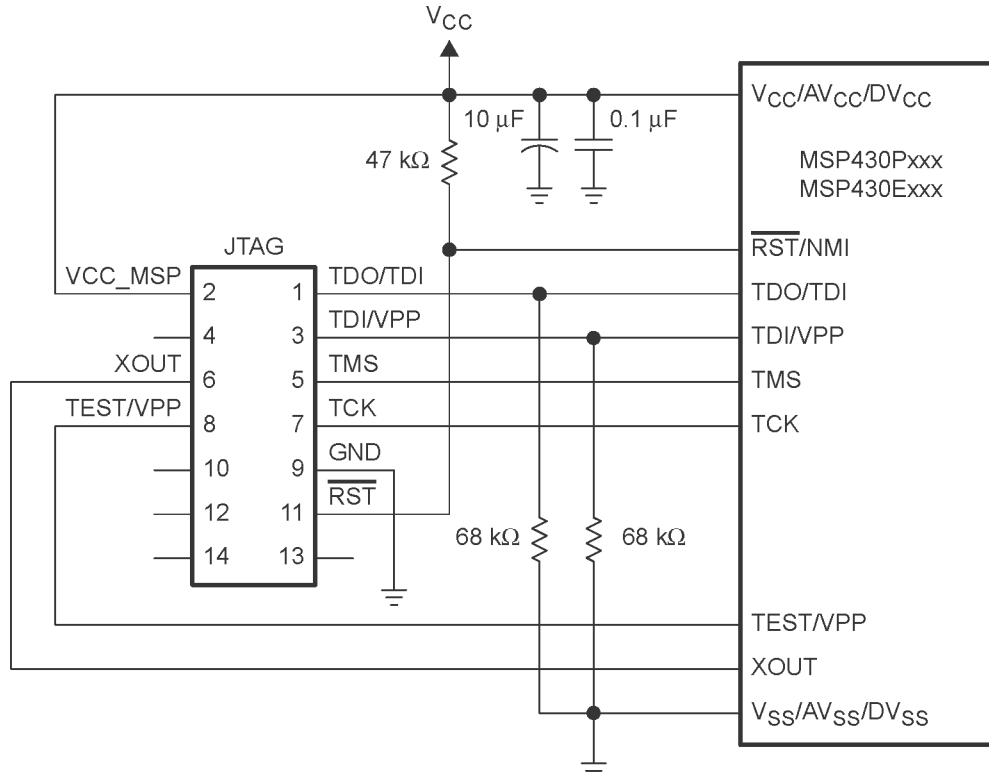 VCC
VCC/AVCC/DVCC
10 μF
0.1 μF
47 kΩ
MSP430Pxxx
MSP430Exxx
JTAG
RST/NMI
VCC_MSP
2
1
TDO/TDI
TDO/TDI
4
3
TDI/VPP
TDI/VPP
XOUT
6
5
TMS
TMS
TEST/VPP
8
7
TCK
TCK
10
9
GND
12
11
RST
14
13
68 kΩ
68 kΩ
TEST/VPP
XOUT
VSS/AVSS/DVSS